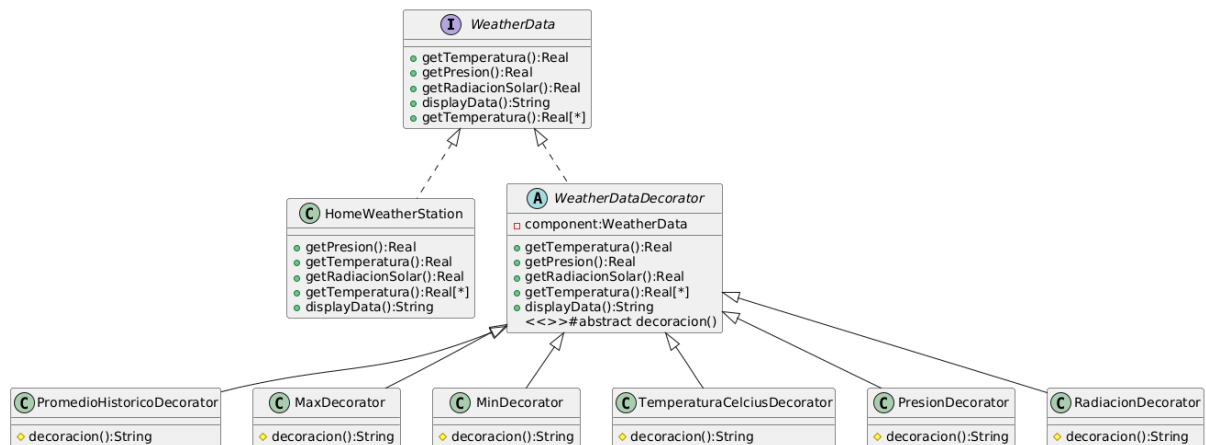 I WeatherData
getTemperatura():Real
getPresion():Real
getRadiacionSolar():Real
displayData():String
getTemperatura():Real[*]
C HomeWeatherStation
getPresion():Real
getTemperatura():Real
getRadiacionSolar():Real
getTemperatura():Real[*]
displayData():String
A WeatherDataDecorator
component:WeatherData
getTemperatura():Real
getPresion():Real
getRadiacionSolar():Real
getTemperatura():Real[*]
displayData():String
<<>>#abstract decoracion()
C PromedioHistoricoDecorator
decoracion():String
C MaxDecorator
decoracion():String
C MinDecorator
decoracion():String
C TemperaturaCelciusDecorator
decoracion():String
C PresionDecorator
decoracion():String
C RadiacionDecorator
decoracion():String